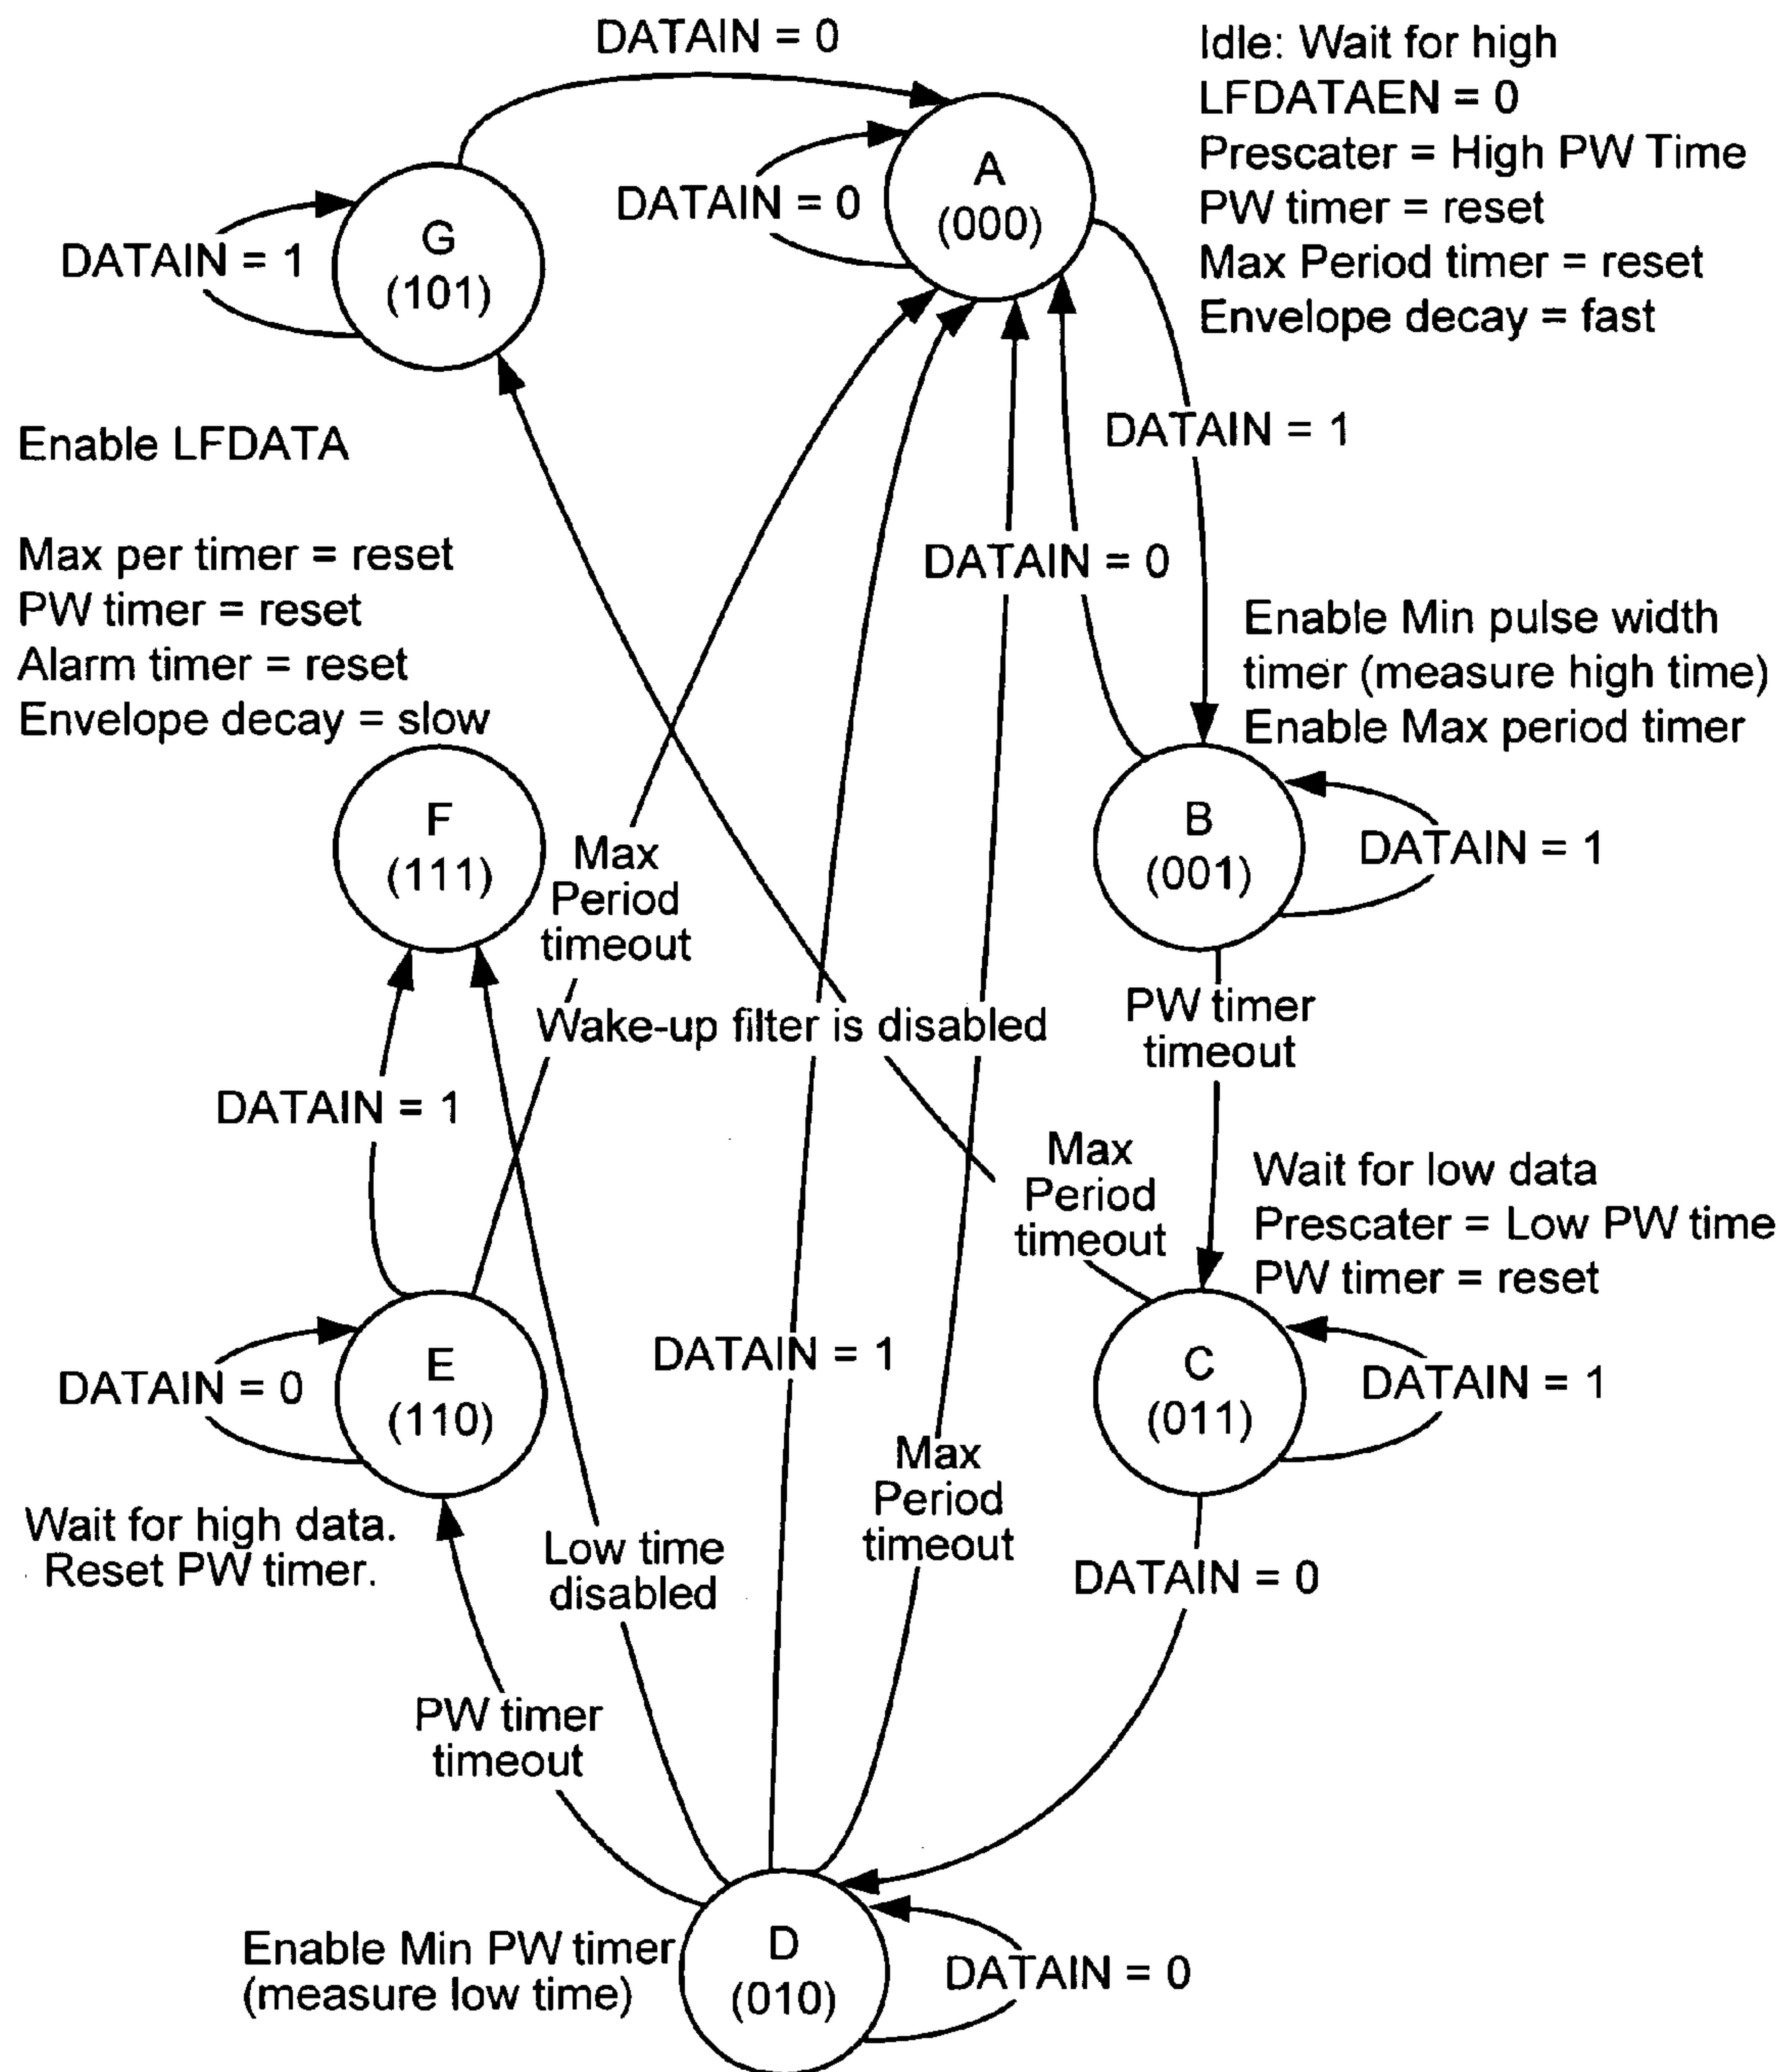 DATAIN = 0
Idle: Wait for high
LFDATAEN = 0
Prescater = High PW Time
PW timer = reset
Max Period timer = reset
Envelope decay = fast
A
(000)
DATAIN = 0
G
(101)
DATAIN = 1
DATAIN = 1
Enable LFDATA
Max per timer = reset
PW timer = reset
Alarm timer = reset
Envelope decay = slow
DATAIN = 0
Enable Min pulse width
timer (measure high time)
Enable Max period timer
F
(111)
Max
Period
timeout
B
(001)
DATAIN = 1
Wake-up filter is disabled
PW timer
timeout
DATAIN = 1
Max
Period
timeout
Wait for low data
Prescater = Low PW time
PW timer = reset
E
(110)
DATAIN = 0
DATAIN = 1
C
(011)
DATAIN = 1
Max
Period
timeout
Wait for high data.
Reset PW timer.
Low time
disabled
DATAIN = 0
PW timer
timeout
Enable Min PW timer
(measure low time)
D
(010)
DATAIN = 0